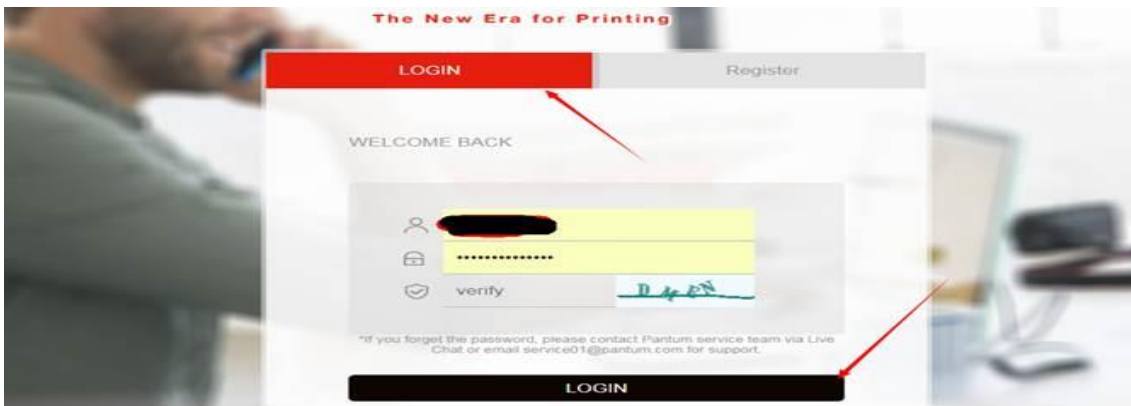 The New Era for Printing
LOGIN Register
WELCOME BACK
••••••••••••••
verify
*If you forget the password, please contact Pantum service team via Live
Chat or email service01@pantum.com for support.
LOGIN